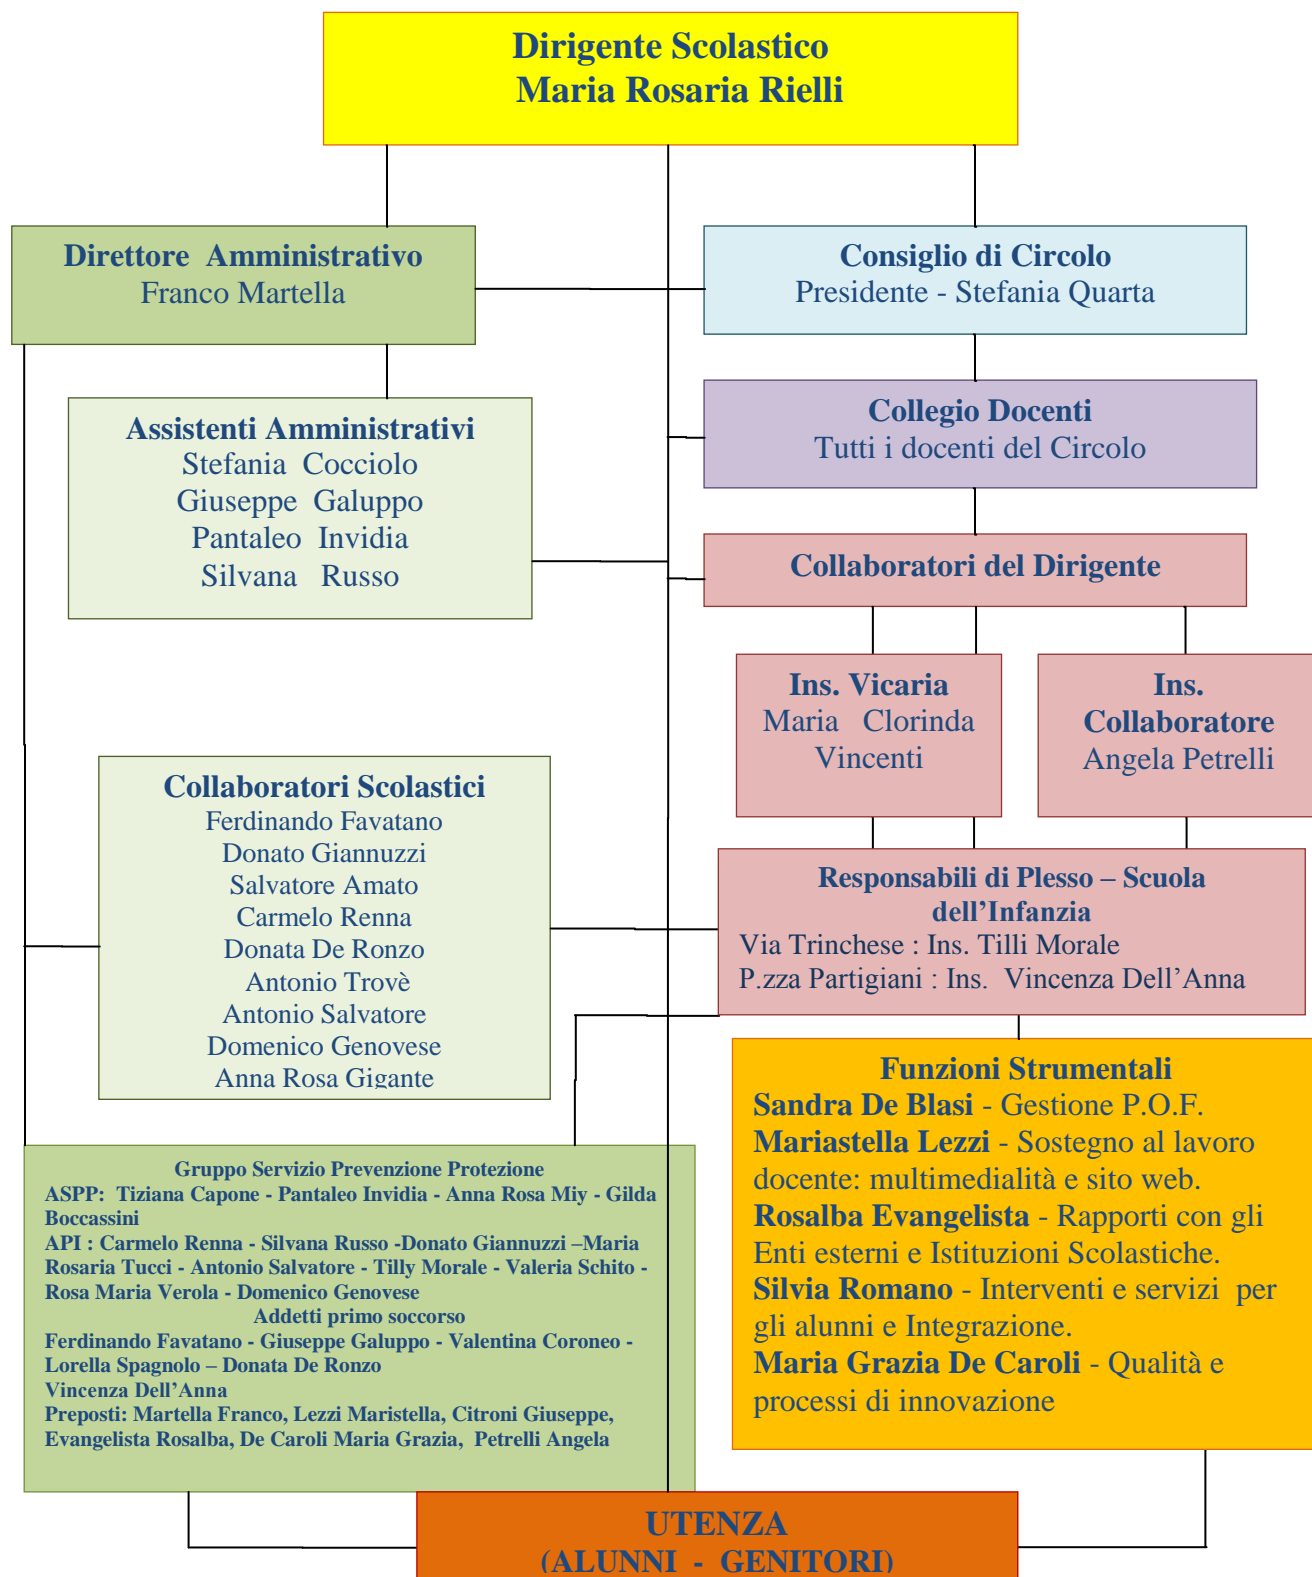 Dirigente Scolastico
Maria Rosaria Rielli
Direttore Amministrativo
Franco Martella
Consiglio di Circolo
Presidente - Stefania Quarta
Assistenti Amministrativi
Stefania Cocciolo
Giuseppe Galuppo
Pantaleo Invidia
Silvana Russo
Collegio Docenti
Tutti i docenti del Circolo
Collaboratori del Dirigente
Ins. Vicaria
Maria Clorinda
Vincenti
Ins.
Collaboratore
Angela Petrelli
Collaboratori Scolastici
Ferdinando Favatano
Donato Giannuzzi
Salvatore Amato
Carmelo Renna
Donata De Ronzo
Antonio Trovè
Antonio Salvatore
Domenico Genovese
Anna Rosa Gigante
Responsabili di Plesso – Scuola
dell’Infanzia
Via Trinchese : Ins. Tilli Morale
P.zza Partigiani : Ins. Vincenza Dell’Anna
Gruppo Servizio Prevenzione Protezione
ASPP: Tiziana Capone - Pantaleo Invidia - Anna Rosa Miy - Gilda
Boccassini
API : Carmelo Renna - Silvana Russo -Donato Giannuzzi –Maria
Rosaria Tucci - Antonio Salvatore - Tilly Morale - Valeria Schito -
Rosa Maria Verola - Domenico Genovese
Addetti primo soccorso
Ferdinando Favatano - Giuseppe Galuppo - Valentina Coroneo -
Lorella Spagnolo – Donata De Ronzo
Vincenza Dell’Anna
Preposti: Martella Franco, Lezzi Maristella, Citroni Giuseppe,
Evangelista Rosalba, De Caroli Maria Grazia, Petrelli Angela
Funzioni Strumentali
Sandra De Blasi - Gestione P.O.F.
Mariastella Lezzi - Sostegno al lavoro
docente: multimedialità e sito web.
Rosalba Evangelista - Rapporti con gli
Enti esterni e Istituzioni Scolastiche.
Silvia Romano - Interventi e servizi per
gli alunni e Integrazione.
Maria Grazia De Caroli - Qualità e
processi di innovazione
UTENZA
(ALUNNI - GENITORI)